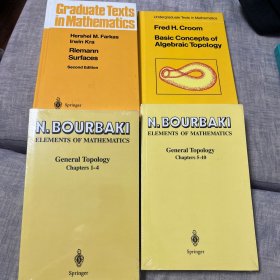 Graduate Texts
in Mathematics
Hershel M. Farkas
Irwin Kra
Riemann
Surfaces
Second Edition
Springer
Undergraduate Texts in Mathematics
Fred H. Croom
Basic Concepts of
Algebraic Topology
Springer
N. BOURBAKI
ELEMENTS OF MATHEMATICS
General Topology
Chapters 1-4
Springer
N. BOURBAKI
ELEMENTS OF MATHEMATICS
General Topology
Chapters 5-10
Springer